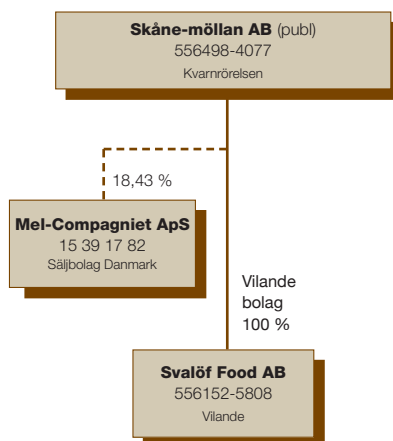 Skåne-möllan AB (publ)
556498-4077
Kvarnrörelsen
18,43 %
Mel-Compagniet ApS
15 39 17 82
Säljbolag Danmark
Vilande
bolag
100 %
Svalöf Food AB
556152-5808
Vilande